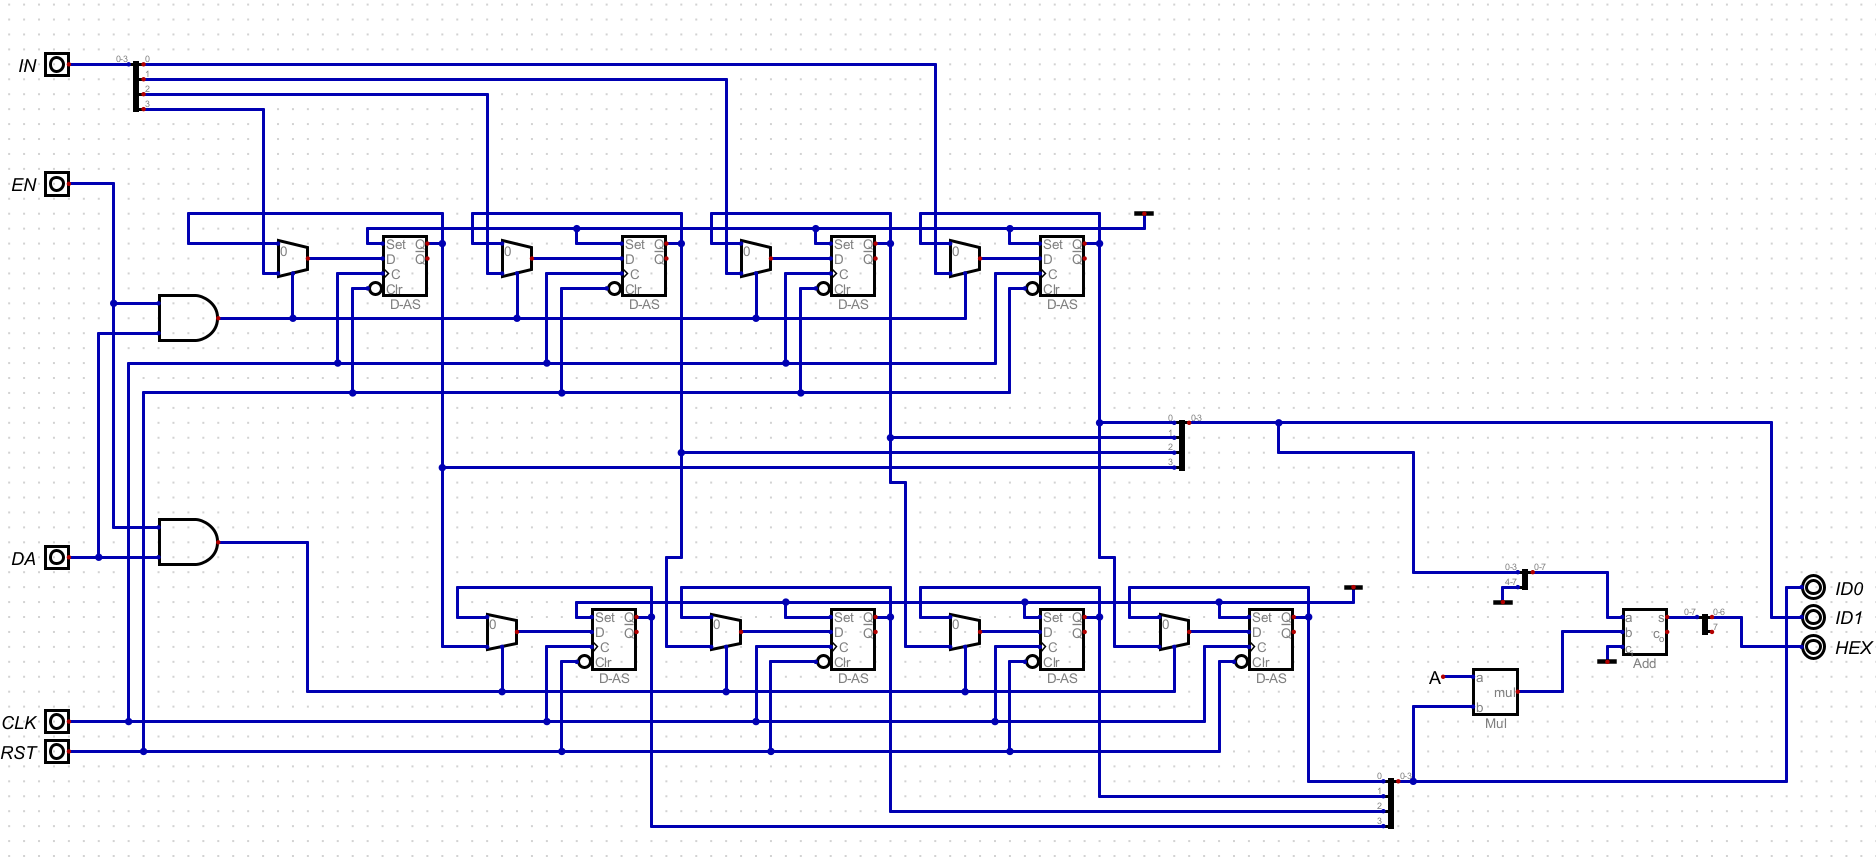 IN
0-3 0
1
2
3
EN
0 Set Q D Q C Clr D-AS
0 Set Q D Q C Clr D-AS
0 Set Q D Q C Clr D-AS
0 Set Q D Q C Clr D-AS
0 0-3
1
2
3
DA
0-3 0-7
4-7
ID0
ID1
HEX
0 Set Q D Q C Clr D-AS
0 Set Q D Q C Clr D-AS
0 Set Q D Q C Clr D-AS
0 Set Q D Q C Clr D-AS
a s b co c Add
0-7 0-6
7
A a mul b Mul
CLK
RST
0 0-3
1
2
3